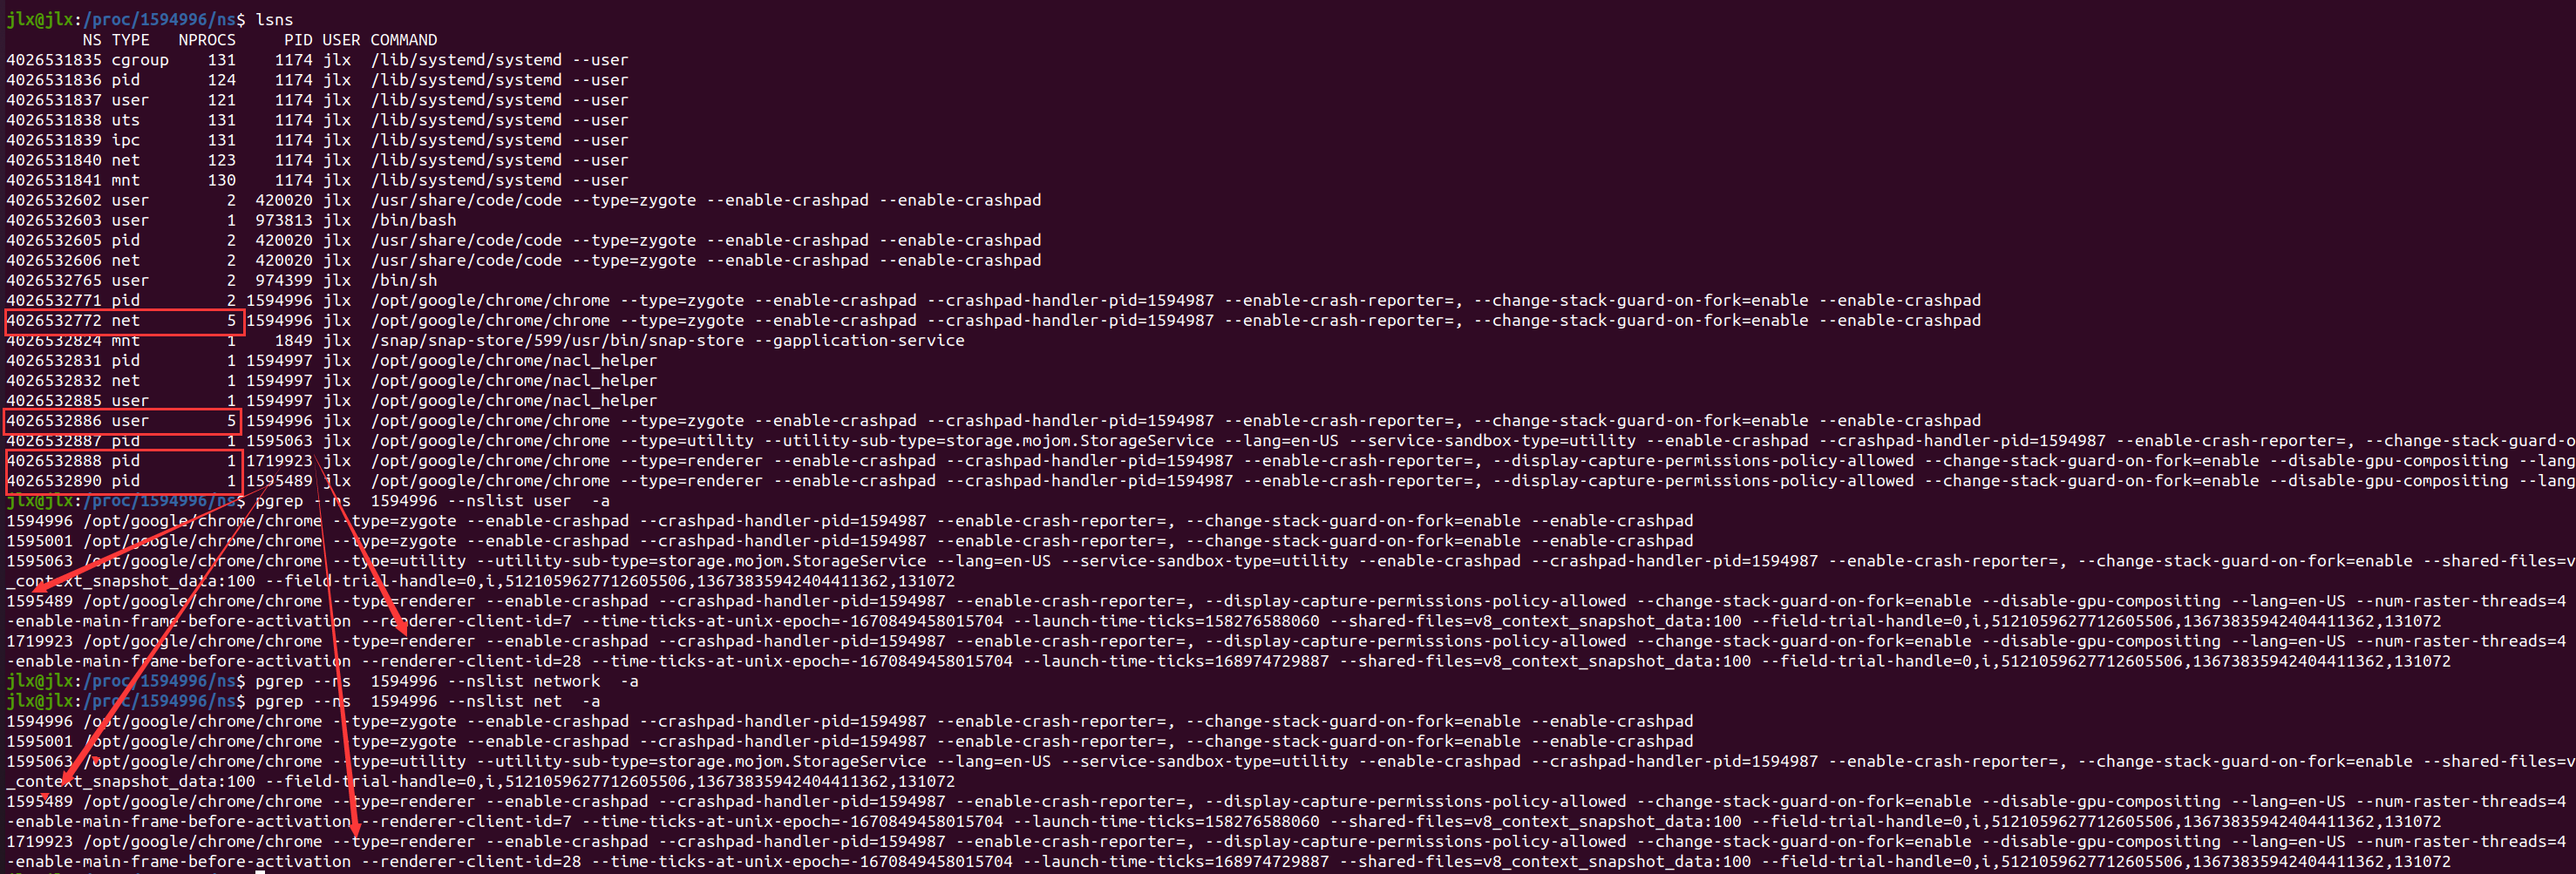 jlx@jlx:/proc/1594996/ns$ lsns
        NS TYPE   NPROCS     PID USER COMMAND
4026531835 cgroup    131    1174 jlx  /lib/systemd/systemd --user
4026531836 pid       124    1174 jlx  /lib/systemd/systemd --user
4026531837 user      121    1174 jlx  /lib/systemd/systemd --user
4026531838 uts       131    1174 jlx  /lib/systemd/systemd --user
4026531839 ipc       131    1174 jlx  /lib/systemd/systemd --user
4026531840 net       123    1174 jlx  /lib/systemd/systemd --user
4026531841 mnt       130    1174 jlx  /lib/systemd/systemd --user
4026532602 user        2  420020 jlx  /usr/share/code/code --type=zygote --enable-crashpad --enable-crashpad
4026532603 user        1  973813 jlx  /bin/bash
4026532605 pid         2  420020 jlx  /usr/share/code/code --type=zygote --enable-crashpad --enable-crashpad
4026532606 net         2  420020 jlx  /usr/share/code/code --type=zygote --enable-crashpad --enable-crashpad
4026532765 user        2  974399 jlx  /bin/sh
4026532771 pid         2 1594996 jlx  /opt/google/chrome/chrome --type=zygote --enable-crashpad --crashpad-handler-pid=1594987 --enable-crash-reporter=, --change-stack-guard-on-fork=enable --enable-crashpad
4026532772 net         5 1594996 jlx  /opt/google/chrome/chrome --type=zygote --enable-crashpad --crashpad-handler-pid=1594987 --enable-crash-reporter=, --change-stack-guard-on-fork=enable --enable-crashpad
4026532824 mnt         1    1849 jlx  /snap/snap-store/599/usr/bin/snap-store --gapplication-service
4026532831 pid         1 1594997 jlx  /opt/google/chrome/nacl_helper
4026532832 net         1 1594997 jlx  /opt/google/chrome/nacl_helper
4026532885 user        1 1594997 jlx  /opt/google/chrome/nacl_helper
4026532886 user        5 1594996 jlx  /opt/google/chrome/chrome --type=zygote --enable-crashpad --crashpad-handler-pid=1594987 --enable-crash-reporter=, --change-stack-guard-on-fork=enable --enable-crashpad
4026532887 pid         1 1595063 jlx  /opt/google/chrome/chrome --type=utility --utility-sub-type=storage.mojom.StorageService --lang=en-US --service-sandbox-type=utility --enable-crashpad --crashpad-handler-pid=1594987 --enable-crash-reporter=, --change-stack-guard-o
4026532888 pid         1 1719923 jlx  /opt/google/chrome/chrome --type=renderer --enable-crashpad --crashpad-handler-pid=1594987 --enable-crash-reporter=, --display-capture-permissions-policy-allowed --change-stack-guard-on-fork=enable --disable-gpu-compositing --lang
4026532890 pid         1 1595489 jlx  /opt/google/chrome/chrome --type=renderer --enable-crashpad --crashpad-handler-pid=1594987 --enable-crash-reporter=, --display-capture-permissions-policy-allowed --change-stack-guard-on-fork=enable --disable-gpu-compositing --lang
jlx@jlx:/proc/1594996/ns$ pgrep --ns  1594996 --nslist user  -a
1594996 /opt/google/chrome/chrome --type=zygote --enable-crashpad --crashpad-handler-pid=1594987 --enable-crash-reporter=, --change-stack-guard-on-fork=enable --enable-crashpad
1595001 /opt/google/chrome/chrome --type=zygote --enable-crashpad --crashpad-handler-pid=1594987 --enable-crash-reporter=, --change-stack-guard-on-fork=enable --enable-crashpad
1595063 /opt/google/chrome/chrome --type=utility --utility-sub-type=storage.mojom.StorageService --lang=en-US --service-sandbox-type=utility --enable-crashpad --crashpad-handler-pid=1594987 --enable-crash-reporter=, --change-stack-guard-on-fork=enable --shared-files=v
_context_snapshot_data:100 --field-trial-handle=0,i,5121059627712605506,13673835942404411362,131072
1595489 /opt/google/chrome/chrome --type=renderer --enable-crashpad --crashpad-handler-pid=1594987 --enable-crash-reporter=, --display-capture-permissions-policy-allowed --change-stack-guard-on-fork=enable --disable-gpu-compositing --lang=en-US --num-raster-threads=4
-enable-main-frame-before-activation --renderer-client-id=7 --time-ticks-at-unix-epoch=-1670849458015704 --launch-time-ticks=158276588060 --shared-files=v8_context_snapshot_data:100 --field-trial-handle=0,i,5121059627712605506,13673835942404411362,131072
1719923 /opt/google/chrome/chrome --type=renderer --enable-crashpad --crashpad-handler-pid=1594987 --enable-crash-reporter=, --display-capture-permissions-policy-allowed --change-stack-guard-on-fork=enable --disable-gpu-compositing --lang=en-US --num-raster-threads=4
-enable-main-frame-before-activation --renderer-client-id=28 --time-ticks-at-unix-epoch=-1670849458015704 --launch-time-ticks=168974729887 --shared-files=v8_context_snapshot_data:100 --field-trial-handle=0,i,5121059627712605506,13673835942404411362,131072
jlx@jlx:/proc/1594996/ns$ pgrep --ns  1594996 --nslist network  -a
jlx@jlx:/proc/1594996/ns$ pgrep --ns  1594996 --nslist net  -a
1594996 /opt/google/chrome/chrome --type=zygote --enable-crashpad --crashpad-handler-pid=1594987 --enable-crash-reporter=, --change-stack-guard-on-fork=enable --enable-crashpad
1595001 /opt/google/chrome/chrome --type=zygote --enable-crashpad --crashpad-handler-pid=1594987 --enable-crash-reporter=, --change-stack-guard-on-fork=enable --enable-crashpad
1595063 /opt/google/chrome/chrome --type=utility --utility-sub-type=storage.mojom.StorageService --lang=en-US --service-sandbox-type=utility --enable-crashpad --crashpad-handler-pid=1594987 --enable-crash-reporter=, --change-stack-guard-on-fork=enable --shared-files=v
_context_snapshot_data:100 --field-trial-handle=0,i,5121059627712605506,13673835942404411362,131072
1595489 /opt/google/chrome/chrome --type=renderer --enable-crashpad --crashpad-handler-pid=1594987 --enable-crash-reporter=, --display-capture-permissions-policy-allowed --change-stack-guard-on-fork=enable --disable-gpu-compositing --lang=en-US --num-raster-threads=4
-enable-main-frame-before-activation --renderer-client-id=7 --time-ticks-at-unix-epoch=-1670849458015704 --launch-time-ticks=158276588060 --shared-files=v8_context_snapshot_data:100 --field-trial-handle=0,i,5121059627712605506,13673835942404411362,131072
1719923 /opt/google/chrome/chrome --type=renderer --enable-crashpad --crashpad-handler-pid=1594987 --enable-crash-reporter=, --display-capture-permissions-policy-allowed --change-stack-guard-on-fork=enable --disable-gpu-compositing --lang=en-US --num-raster-threads=4
-enable-main-frame-before-activation --renderer-client-id=28 --time-ticks-at-unix-epoch=-1670849458015704 --launch-time-ticks=168974729887 --shared-files=v8_context_snapshot_data:100 --field-trial-handle=0,i,5121059627712605506,13673835942404411362,131072